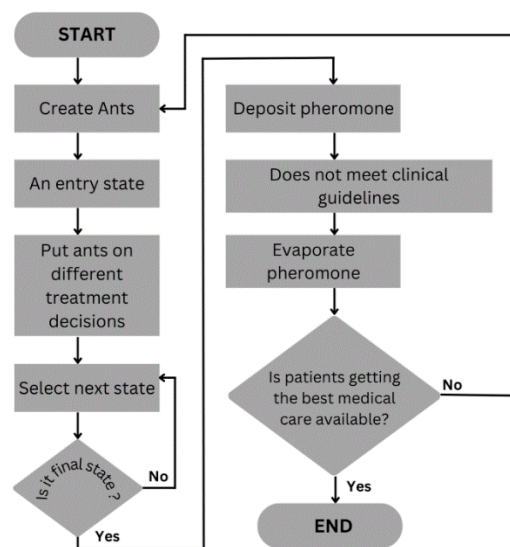 START
Create Ants
An entry state
Put ants on
different
treatment
decisions
Select next state
Is it final state ?
No
Yes
Deposit pheromone
Does not meet clinical
guidelines
Evaporate
pheromone
Is patients getting
the best medical
care available?
No
Yes
END